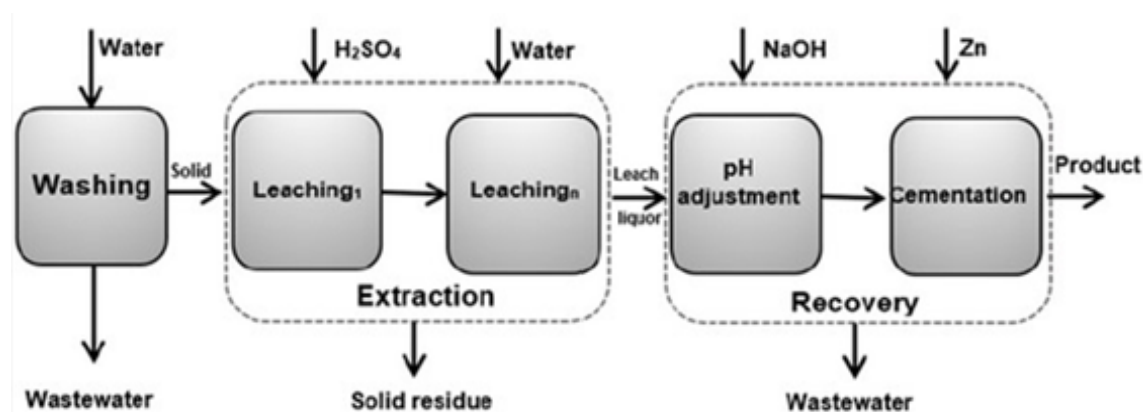 Water
H₂SO₄
Water
NaOH
Zn
Washing
Solid
Leaching₁
Leachingₙ
Leach
liquor
pH
adjustment
Cementation
Product
Extraction
Recovery
Wastewater
Solid residue
Wastewater